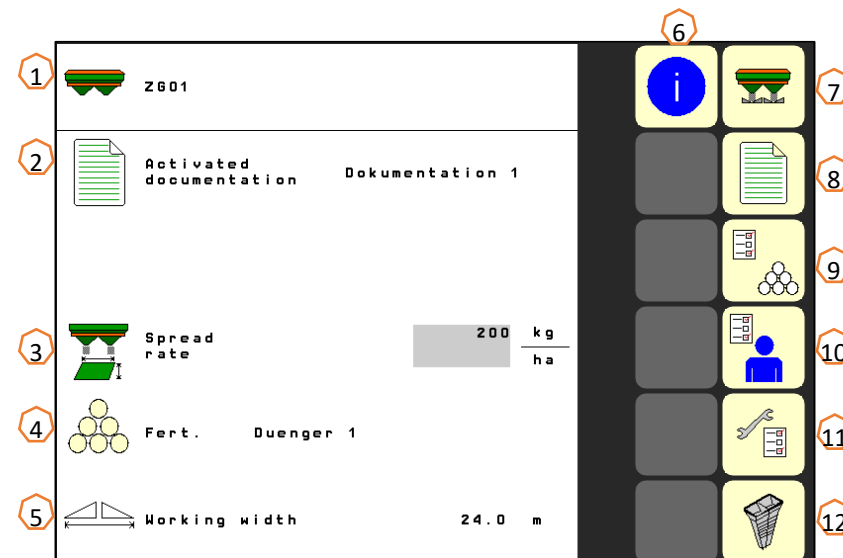 6
1
ZG01
i
7
2
Activated
documentation
Dokumentation 1
8
9
3
Spread
rate
200
kg
ha
10
4
Fert. Duenger 1
11
5
Working width 24.0 m
12